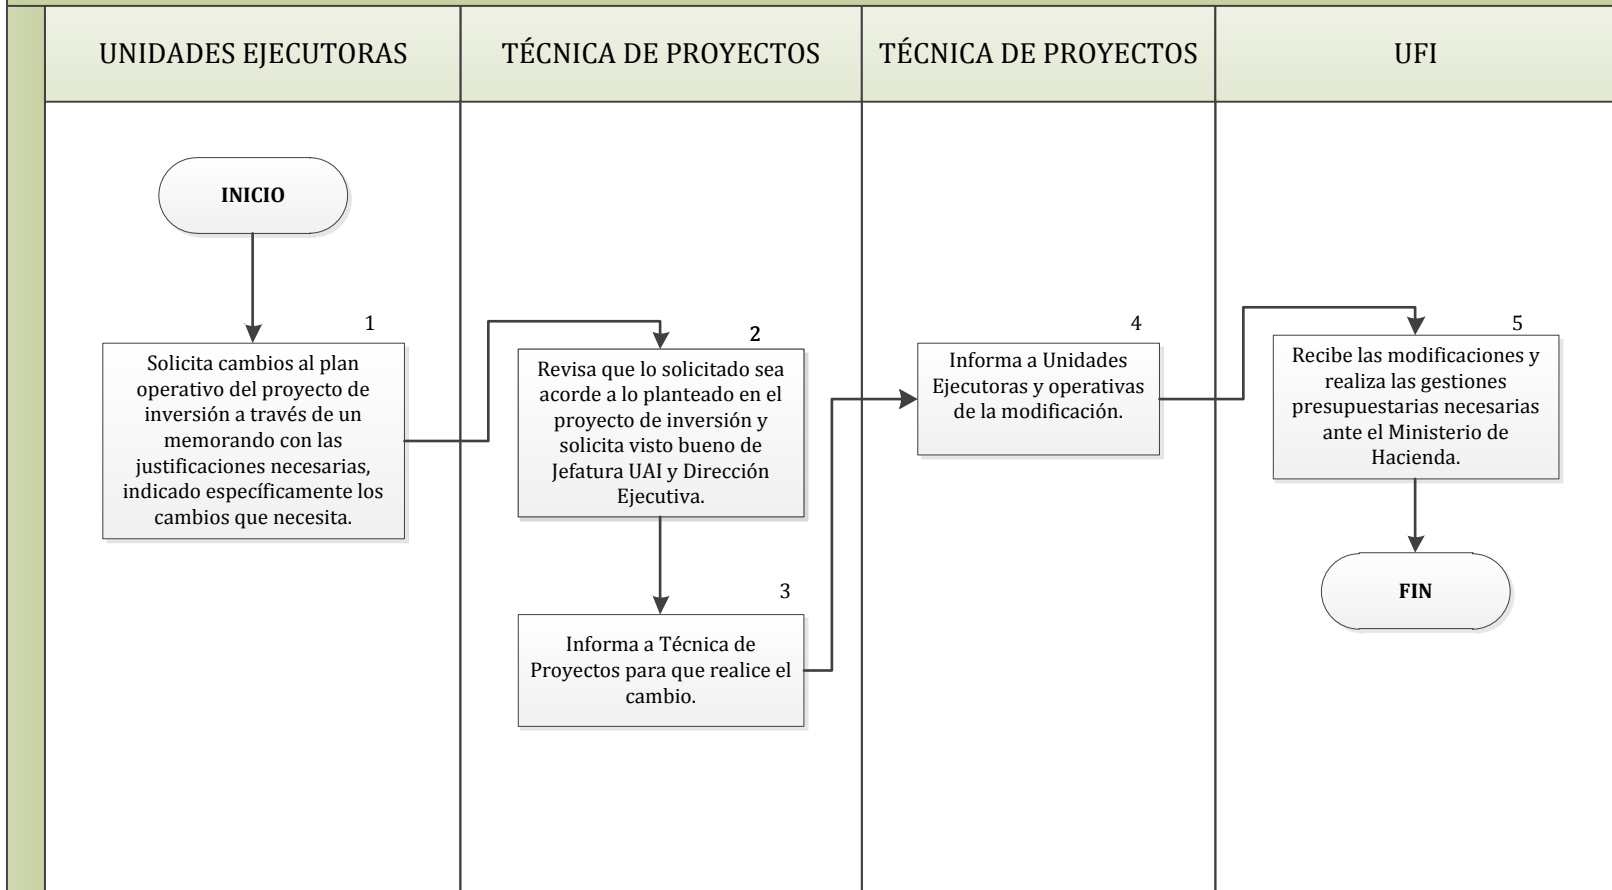 UNIDADES EJECUTORAS
TÉCNICA DE PROYECTOS
TÉCNICA DE PROYECTOS
UFI
INICIO
1
Solicita cambios al plan
operativo del proyecto de
inversión a través de un
memorando con las
justificaciones necesarias,
indicado específicamente los
cambios que necesita.
2
Revisa que lo solicitado sea
acorde a lo planteado en el
proyecto de inversión y
solicita visto bueno de
Jefatura UAI y Dirección
Ejecutiva.
3
Informa a Técnica de
Proyectos para que realice el
cambio.
4
Informa a Unidades
Ejecutoras y operativas
de la modificación.
5
Recibe las modificaciones y
realiza las gestiones
presupuestarias necesarias
ante el Ministerio de
Hacienda.
FIN